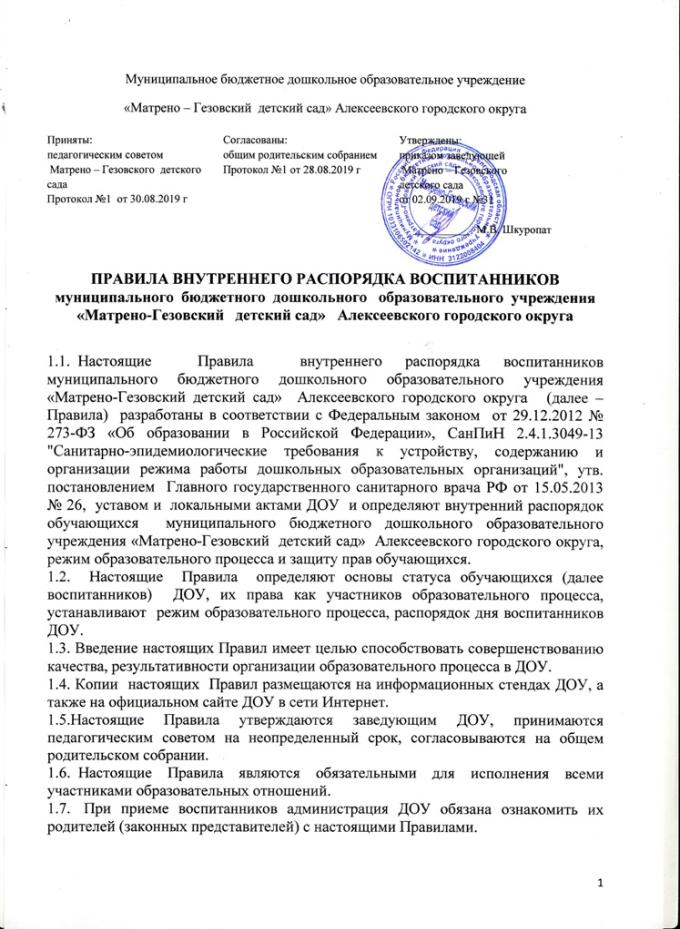 Муниципальное бюджетное дошкольное образовательное учреждение
«Матрено – Гезовский детский сад» Алексеевского городского округа
Приняты:
педагогическим советом
Матрено – Гезовского детского
сада
Протокол №1 от 30.08.2019 г
Согласованы:
общим родительским собранием
Протокол №1 от 28.08.2019 г
Утверждены:
приказом заведующей
Матрено – Гезовского
детского сада
от 02.09.2019 г №31
М.В. Шкуропат
Матрено-Гезовский
детский
сад
ИНН 3122008404
ПРАВИЛА ВНУТРЕННЕГО РАСПОРЯДКА ВОСПИТАННИКОВ
муниципального бюджетного дошкольного образовательного учреждения
«Матрено-Гезовский детский сад» Алексеевского городского округа
1.1. Настоящие Правила внутреннего распорядка воспитанников
муниципального бюджетного дошкольного образовательного учреждения
«Матрено-Гезовский детский сад» Алексеевского городского округа (далее –
Правила) разработаны в соответствии с Федеральным законом от 29.12.2012 №
273-ФЗ «Об образовании в Российской Федерации», СанПиН 2.4.1.3049-13
"Санитарно-эпидемиологические требования к устройству, содержанию и
организации режима работы дошкольных образовательных организаций", утв.
постановлением Главного государственного санитарного врача РФ от 15.05.2013
№ 26, уставом и локальными актами ДОУ и определяют внутренний распорядок
обучающихся муниципального бюджетного дошкольного образовательного
учреждения «Матрено-Гезовский детский сад» Алексеевского городского округа,
режим образовательного процесса и защиту прав обучающихся.
1.2. Настоящие Правила определяют основы статуса обучающихся (далее
воспитанников) ДОУ, их права как участников образовательного процесса,
устанавливают режим образовательного процесса, распорядок дня воспитанников
ДОУ.
1.3. Введение настоящих Правил имеет целью способствовать совершенствованию
качества, результативности организации образовательного процесса в ДОУ.
1.4. Копии настоящих Правил размещаются на информационных стендах ДОУ, а
также на официальном сайте ДОУ в сети Интернет.
1.5.Настоящие Правила утверждаются заведующим ДОУ, принимаются
педагогическим советом на неопределенный срок, согласовываются на общем
родительском собрании.
1.6. Настоящие Правила являются обязательными для исполнения всеми
участниками образовательных отношений.
1.7. При приеме воспитанников администрация ДОУ обязана ознакомить их
родителей (законных представителей) с настоящими Правилами.
1